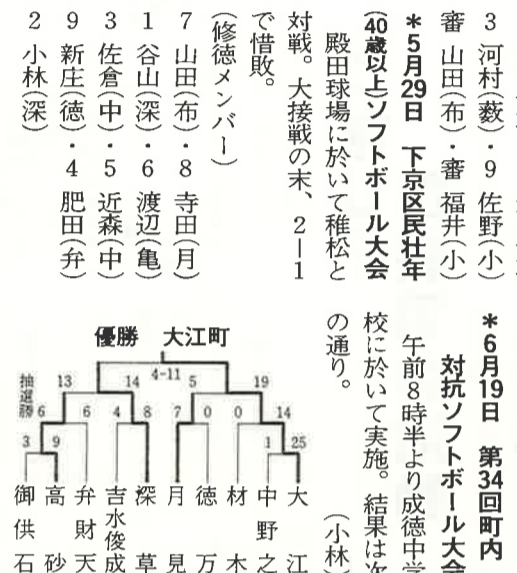 3 河村(薮)・9 佐野(小)
審 山田(布)・審 福井(小)
＊5月29日 下京区民壮年
(40歳以上)ソフトボール大会
殿田球場に於いて稚松と
対戦。大接戦の末、2―1
で惜敗。
(修徳メンバー)
7 山田(布)・8 寺田(月)
1 谷山(深)・6 渡辺(亀)
3 佐倉(中)・5 近森(中)
9 新庄(徳)・4 肥田(弁)
2 小林(深)
＊6月19日 第34回町内
対抗ソフトボール大会
午前8時半より成徳中学
校に於いて実施。結果は次
の通り。
(小林)
優勝 大江町
4-11
13 14 5 19
抽選勝
6 6 4 8 7 0 0 14
3 9 1 25
大江
中野之
材木
徳万
月見
深草
吉水俊成
弁財天
高砂
御供石